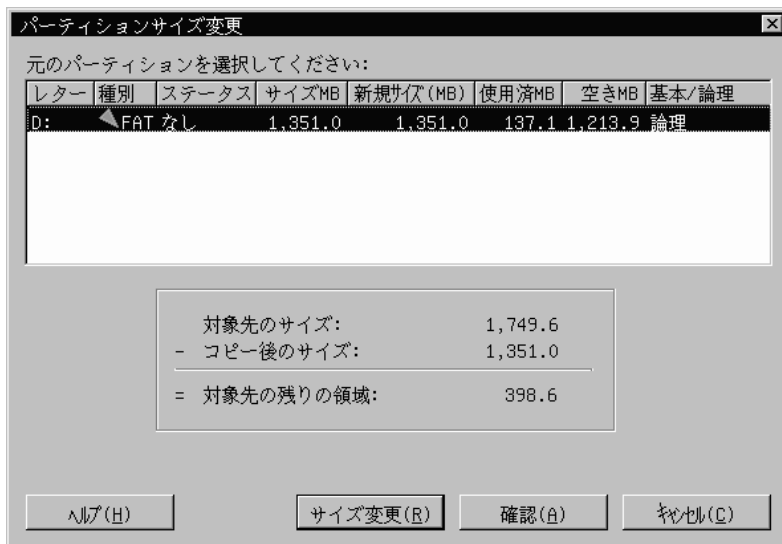 パーティションサイズ変更
元のパーティションを選択してください:
レター 種別 ステータス サイズMB 新規サイズ(MB) 使用済MB 空きMB 基本/論理
D: FAT なし 1,351.0 1,351.0 137.1 1,213.9 論理
対象先のサイズ: 1,749.6
- コピー後のサイズ: 1,351.0
= 対象先の残りの領域: 398.6
ヘルプ(H) サイズ変更(R) 確認(A) キャンセル(C)